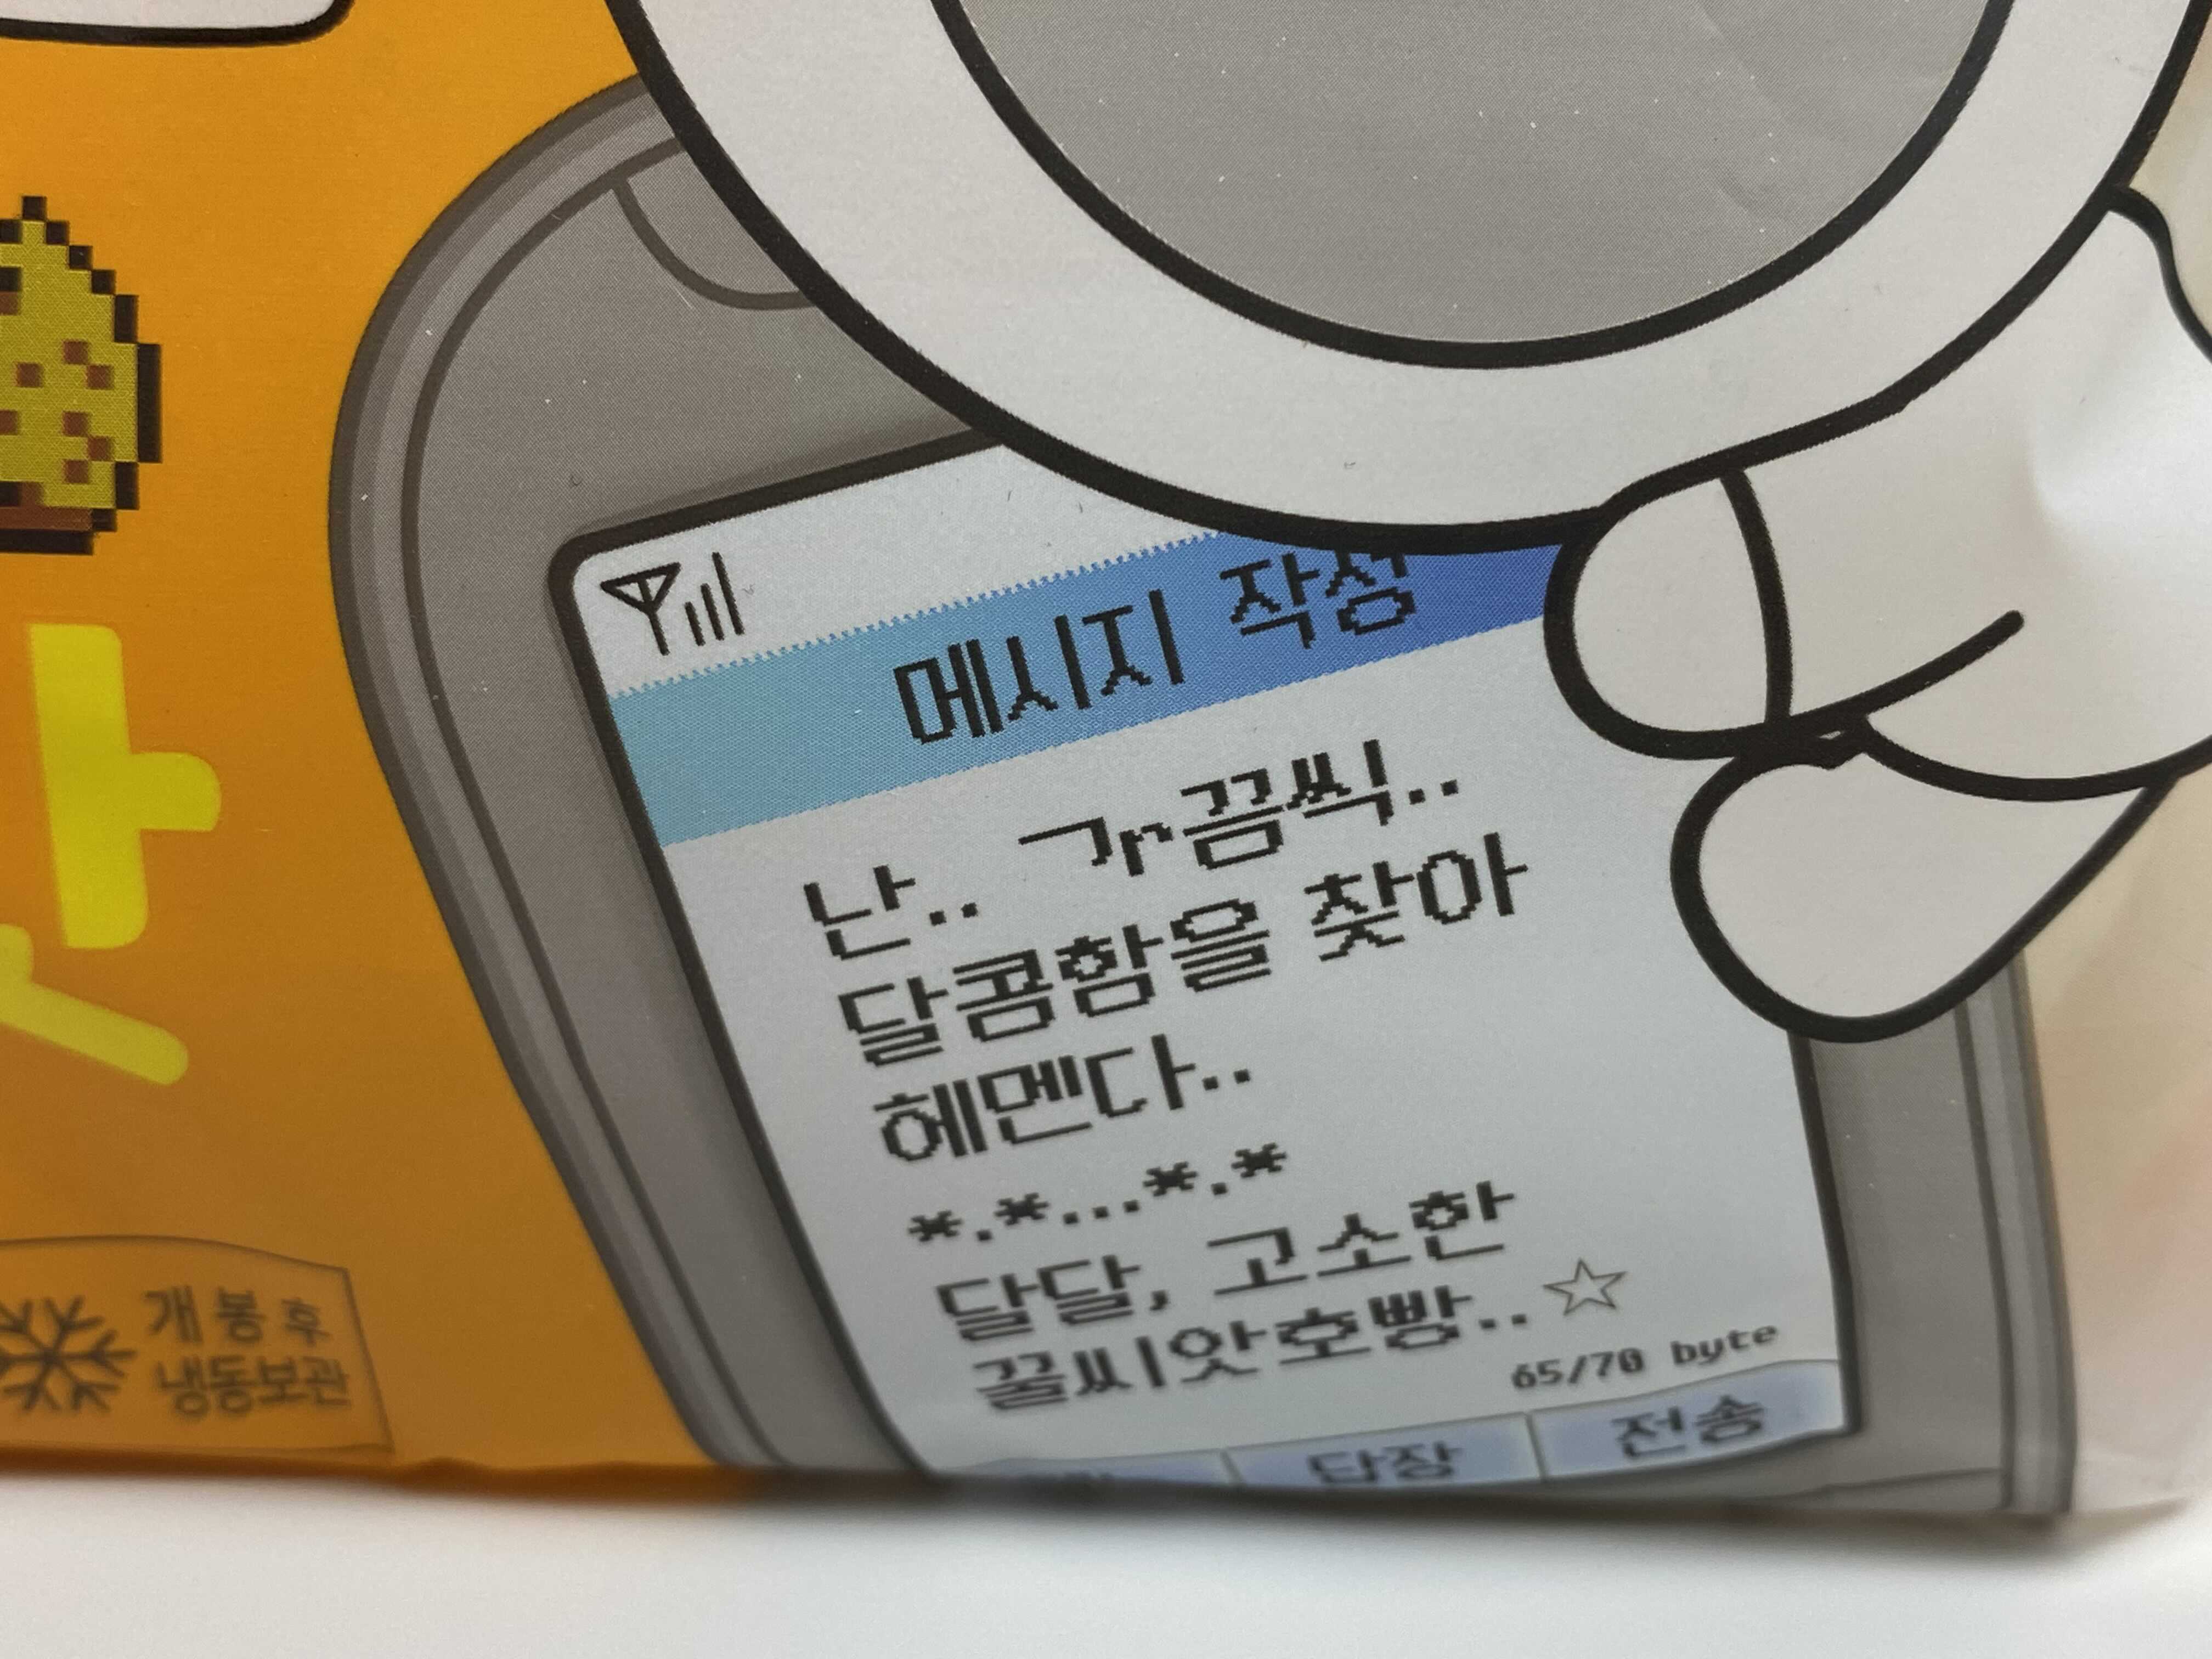 메시지 작성
난.. ㄱr끔씩..
달콤함을 찾아
헤멘다..
*.*...*.*
달달, 고소한
꿀씨앗호빵..☆
65/70 byte
답장
전송
개봉 후
냉동보관